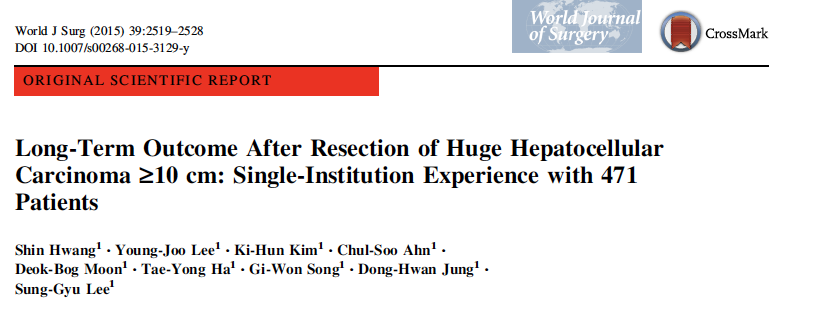 World J Surg (2015) 39:2519–2528
DOI 10.1007/s00268-015-3129-y
World Journal
of Surgery
CrossMark
ORIGINAL SCIENTIFIC REPORT
Long-Term Outcome After Resection of Huge Hepatocellular
Carcinoma ≥10 cm: Single-Institution Experience with 471
Patients
Shin Hwang¹ · Young-Joo Lee¹ · Ki-Hun Kim¹ · Chul-Soo Ahn¹ ·
Deok-Bog Moon¹ · Tae-Yong Ha¹ · Gi-Won Song¹ · Dong-Hwan Jung¹ ·
Sung-Gyu Lee¹